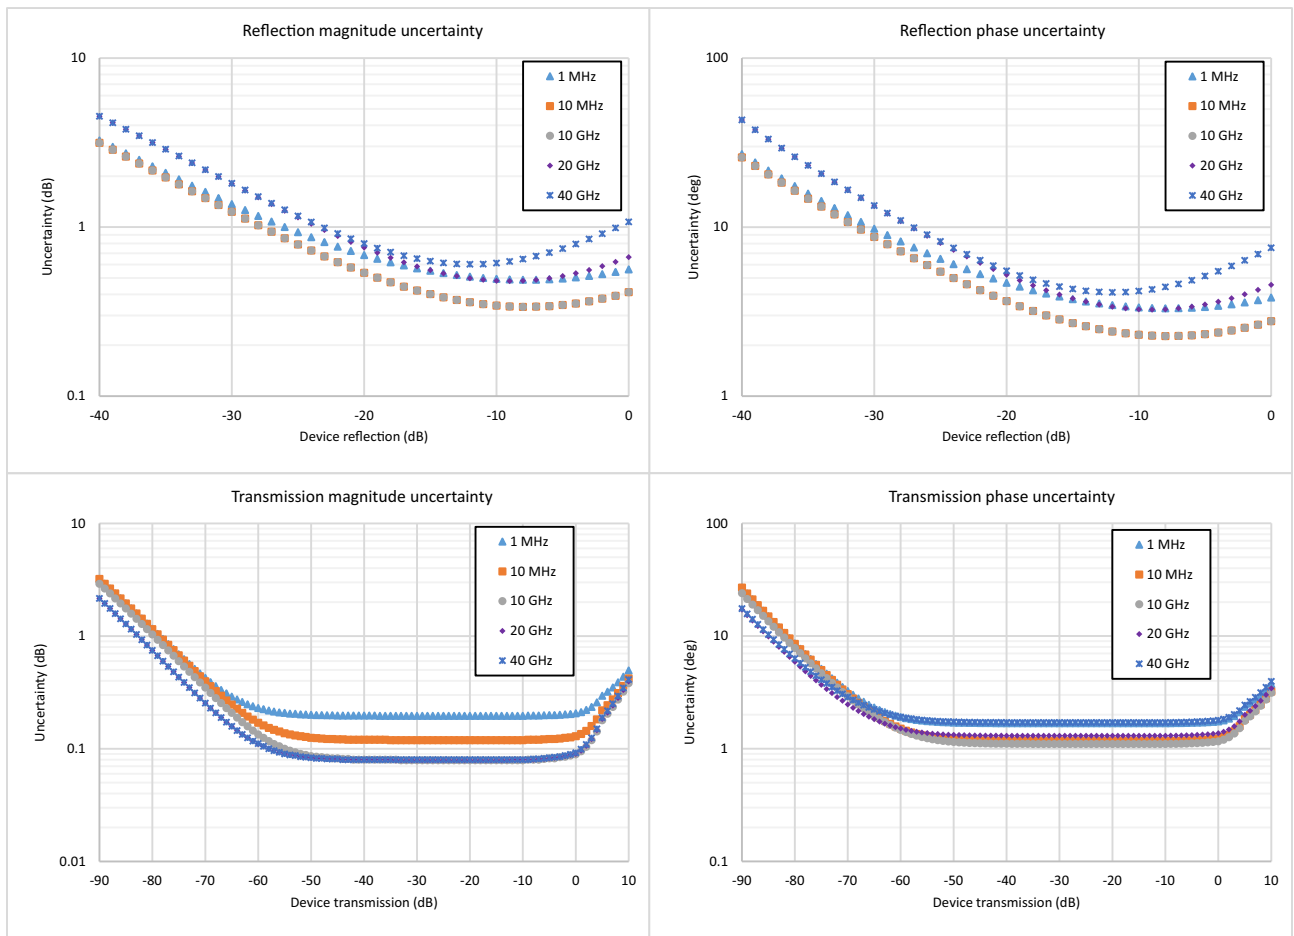 Reflection magnitude uncertainty
10
1
0.1
Uncertainty (dB)
-40
-30
-20
-10
0
Device reflection (dB)
1 MHz
10 MHz
10 GHz
20 GHz
40 GHz
Reflection phase uncertainty
100
10
1
Uncertainty (deg)
-40
-30
-20
-10
0
Device reflection (dB)
1 MHz
10 MHz
10 GHz
20 GHz
40 GHz
Transmission magnitude uncertainty
10
1
0.1
0.01
Uncertainty (dB)
-90
-80
-70
-60
-50
-40
-30
-20
-10
0
10
Device transmission (dB)
1 MHz
10 MHz
10 GHz
20 GHz
40 GHz
Transmission phase uncertainty
100
10
1
0.1
Uncertainty (deg)
-90
-80
-70
-60
-50
-40
-30
-20
-10
0
10
Device transmission (dB)
1 MHz
10 MHz
10 GHz
20 GHz
40 GHz